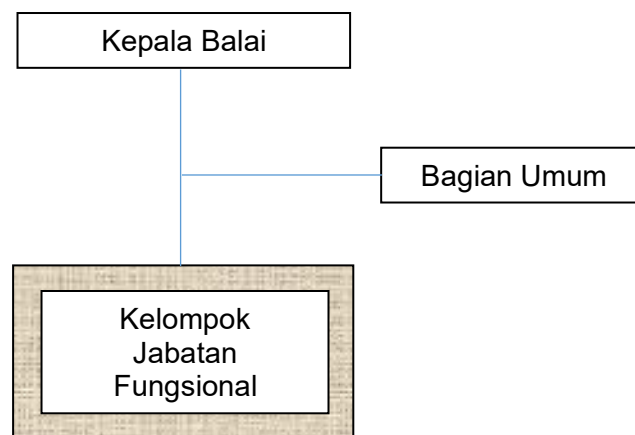 Kepala Balai
Bagian Umum
Kelompok
Jabatan
Fungsional